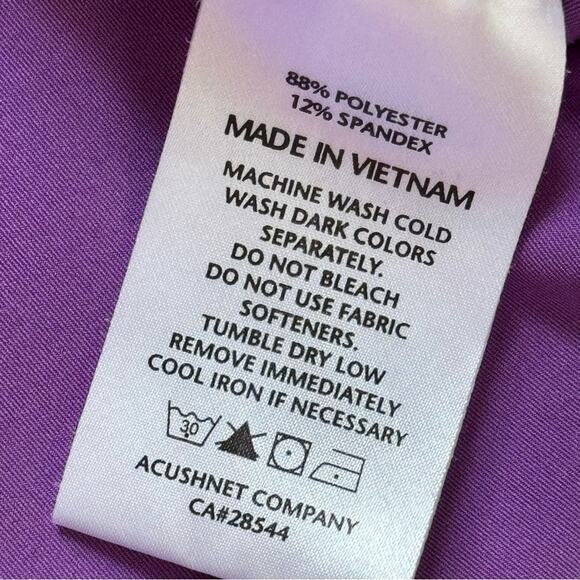 88% POLYESTER
12% SPANDEX
MADE IN VIETNAM
MACHINE WASH COLD
WASH DARK COLORS
SEPARATELY.
DO NOT BLEACH
DO NOT USE FABRIC
SOFTENERS.
TUMBLE DRY LOW
REMOVE IMMEDIATELY
COOL IRON IF NECESSARY
30
ACUSHNET COMPANY
CA#28544